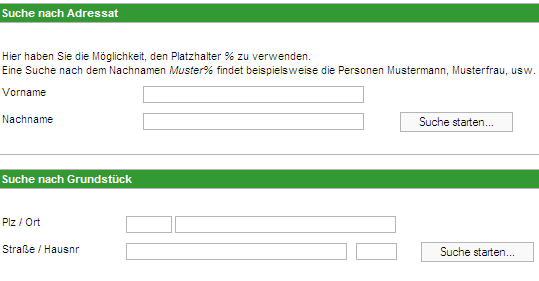 Suche nach Adressat
Hier haben Sie die Möglichkeit, den Platzhalter % zu verwenden.
Eine Suche nach dem Nachnamen Muster% findet beispielsweise die Personen Mustermann, Musterfrau, usw.
Vorname
Nachname
Suche starten...
Suche nach Grundstück
Plz / Ort
Straße / Hausnr
Suche starten...